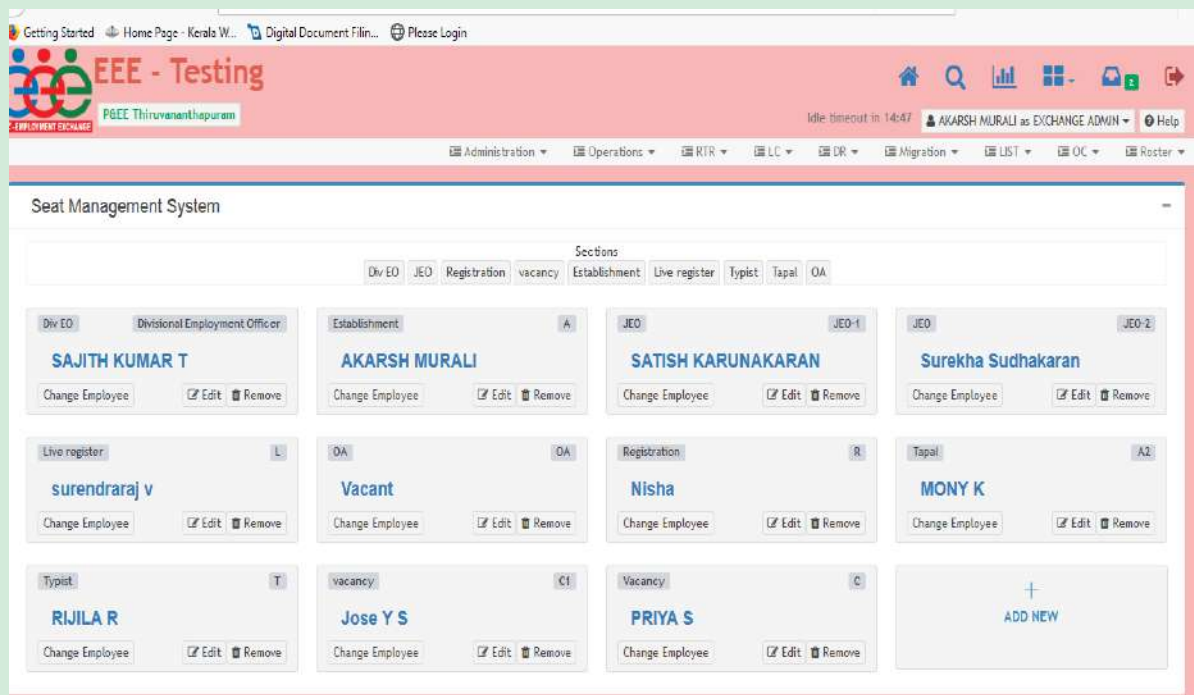 Getting Started Home Page - Kerala W... Digital Document Filin... Please Login
EEE - Testing
E-EMPLOYMENT EXCHANGE
P&EE Thiruvananthapuram
2
Idle timeout in 14:47 AKARSH MURALI as EXCHANGE ADMIN Help
Administration Operations RTR LC DR Migration LIST OC Roster
Seat Management System
Sections
Div EO JEO Registration vacancy Establishment Live register Typist Tapal OA
Div EO Divisional Employment Officer Establishment A JEO JEO-1 JEO JEO-2
SAJITH KUMAR T AKARSH MURALI SATISH KARUNAKARAN Surekha Sudhakaran
Change Employee Edit Remove Change Employee Edit Remove Change Employee Edit Remove Change Employee Edit Remove
Live register L OA OA Registration R Tapal A2
surendraraj v Vacant Nisha MONY K
Change Employee Edit Remove Change Employee Edit Remove Change Employee Edit Remove Change Employee Edit Remove
Typist T vacancy C1 Vacancy C
RIJILA R Jose Y S PRIYA S ADD NEW
Change Employee Edit Remove Change Employee Edit Remove Change Employee Edit Remove